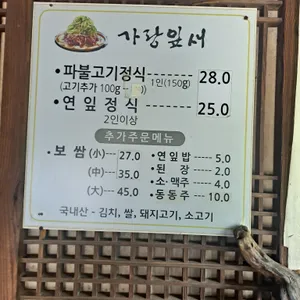 가랑잎새
·파불고기정식 ------ 28.0
(고기추가 100g -- 1인(150g)
·연잎정식 ------ 25.0
2인이상
추가주문메뉴
·보쌈(小)--- 27.0
(中)--- 35.0
(大)--- 45.0
·연잎밥 ---- 5.0
·된장 ---- 2.0
·소·맥주 ---- 4.0
·동동주 ---- 10.0
국내산 - 김치, 쌀, 돼지고기, 소고기